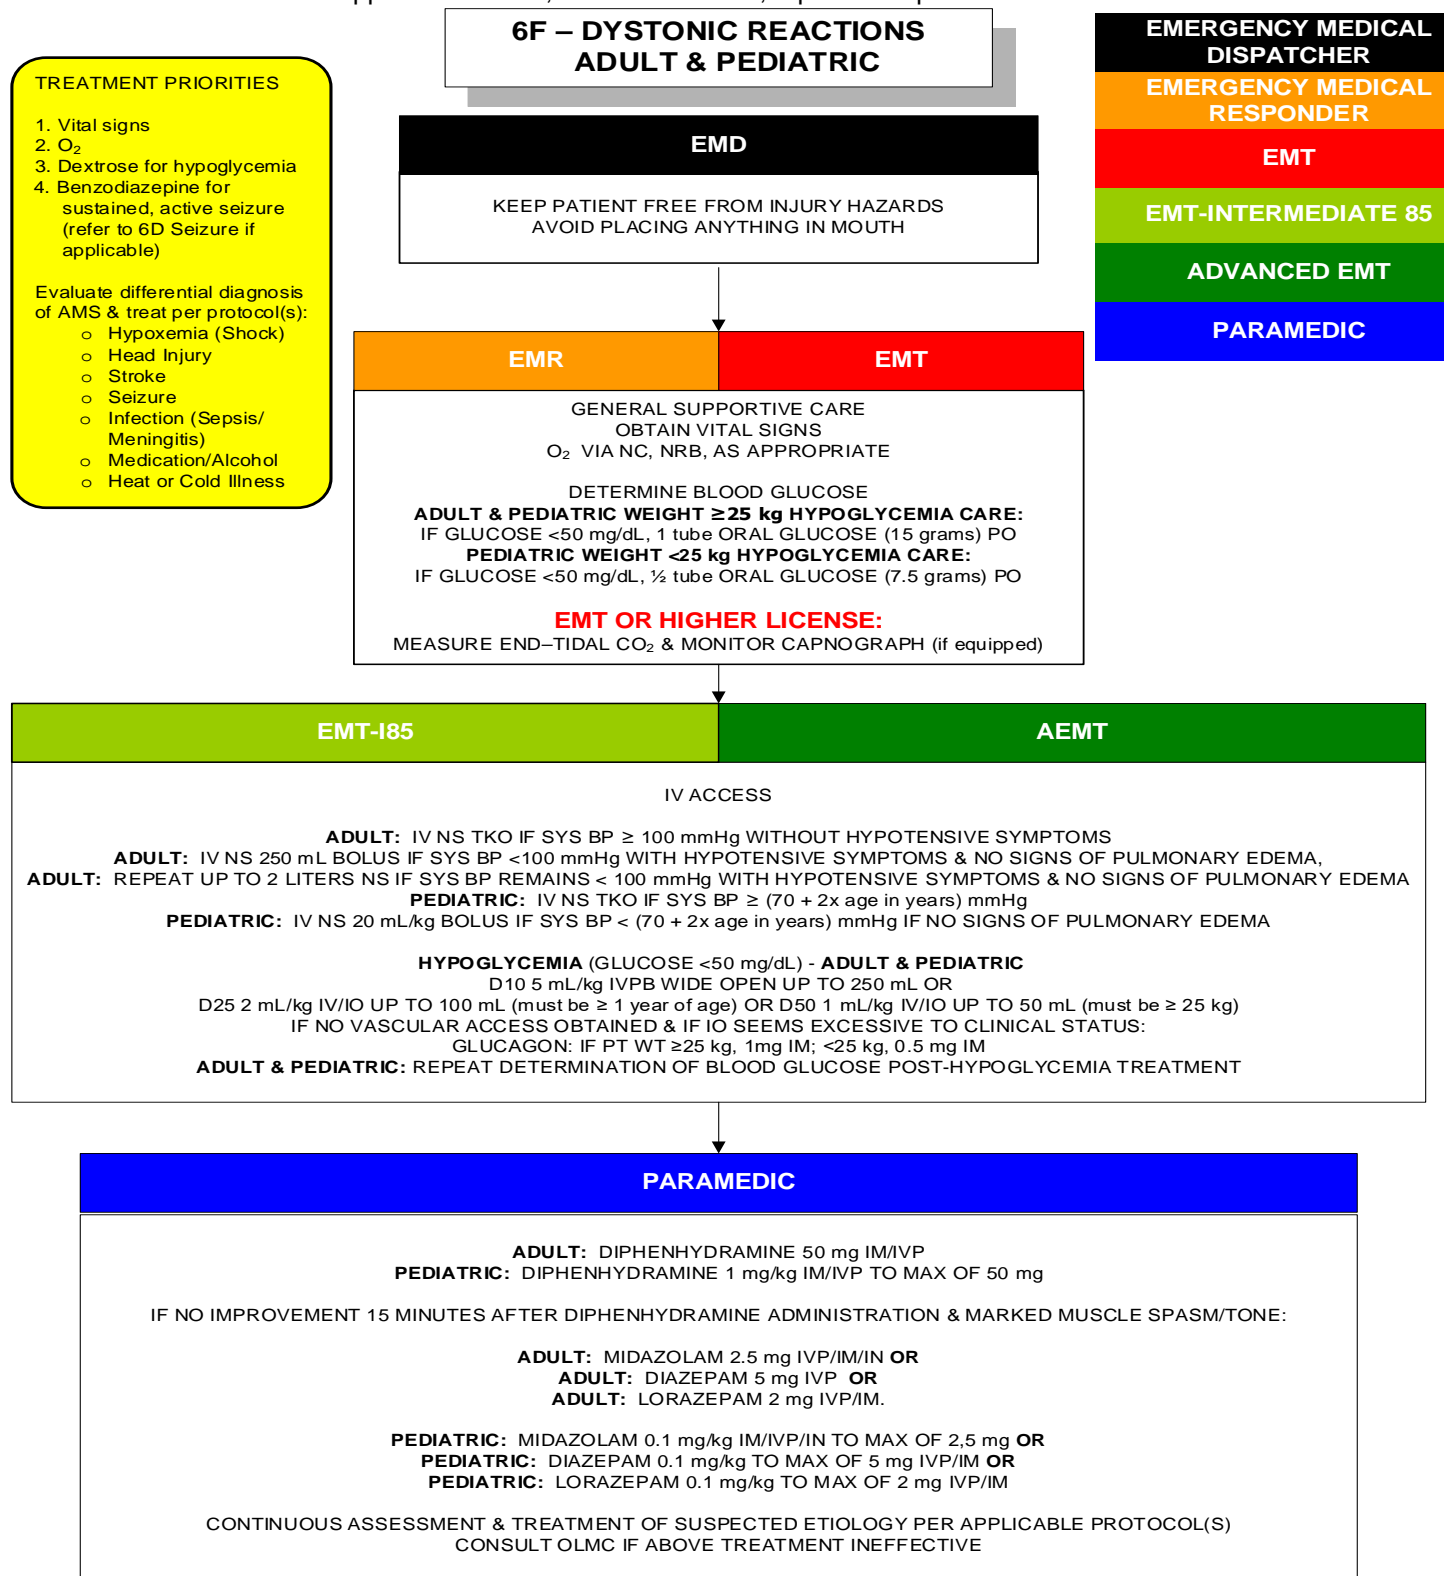 6F – DYSTONIC REACTIONS
ADULT & PEDIATRIC
EMERGENCY MEDICAL
DISPATCHER
EMERGENCY MEDICAL
RESPONDER
EMT
EMT-INTERMEDIATE 85
ADVANCED EMT
PARAMEDIC
TREATMENT PRIORITIES
1. Vital signs
2. O₂
3. Dextrose for hypoglycemia
4. Benzodiazepine for
sustained, active seizure
(refer to 6D Seizure if
applicable)
Evaluate differential diagnosis
of AMS & treat per protocol(s):
o Hypoxemia (Shock)
o Head Injury
o Stroke
o Seizure
o Infection (Sepsis/
Meningitis)
o Medication/Alcohol
o Heat or Cold Illness
EMD
KEEP PATIENT FREE FROM INJURY HAZARDS
AVOID PLACING ANYTHING IN MOUTH
EMR
EMT
GENERAL SUPPORTIVE CARE
OBTAIN VITAL SIGNS
O₂ VIA NC, NRB, AS APPROPRIATE
DETERMINE BLOOD GLUCOSE
ADULT & PEDIATRIC WEIGHT ≥25 kg HYPOGLYCEMIA CARE:
IF GLUCOSE <50 mg/dL, 1 tube ORAL GLUCOSE (15 grams) PO
PEDIATRIC WEIGHT <25 kg HYPOGLYCEMIA CARE:
IF GLUCOSE <50 mg/dL, ½ tube ORAL GLUCOSE (7.5 grams) PO
EMT OR HIGHER LICENSE:
MEASURE END–TIDAL CO₂ & MONITOR CAPNOGRAPH (if equipped)
EMT-I85
AEMT
IV ACCESS
ADULT: IV NS TKO IF SYS BP ≥ 100 mmHg WITHOUT HYPOTENSIVE SYMPTOMS
ADULT: IV NS 250 mL BOLUS IF SYS BP <100 mmHg WITH HYPOTENSIVE SYMPTOMS & NO SIGNS OF PULMONARY EDEMA,
ADULT: REPEAT UP TO 2 LITERS NS IF SYS BP REMAINS < 100 mmHg WITH HYPOTENSIVE SYMPTOMS & NO SIGNS OF PULMONARY EDEMA
PEDIATRIC: IV NS TKO IF SYS BP ≥ (70 + 2x age in years) mmHg
PEDIATRIC: IV NS 20 mL/kg BOLUS IF SYS BP < (70 + 2x age in years) mmHg IF NO SIGNS OF PULMONARY EDEMA
HYPOGLYCEMIA (GLUCOSE <50 mg/dL) - ADULT & PEDIATRIC
D10 5 mL/kg IVPB WIDE OPEN UP TO 250 mL OR
D25 2 mL/kg IV/IO UP TO 100 mL (must be ≥ 1 year of age) OR D50 1 mL/kg IV/IO UP TO 50 mL (must be ≥ 25 kg)
IF NO VASCULAR ACCESS OBTAINED & IF IO SEEMS EXCESSIVE TO CLINICAL STATUS:
GLUCAGON: IF PT WT ≥25 kg, 1mg IM; <25 kg, 0.5 mg IM
ADULT & PEDIATRIC: REPEAT DETERMINATION OF BLOOD GLUCOSE POST-HYPOGLYCEMIA TREATMENT
PARAMEDIC
ADULT: DIPHENHYDRAMINE 50 mg IM/IVP
PEDIATRIC: DIPHENHYDRAMINE 1 mg/kg IM/IVP TO MAX OF 50 mg
IF NO IMPROVEMENT 15 MINUTES AFTER DIPHENHYDRAMINE ADMINISTRATION & MARKED MUSCLE SPASM/TONE:
ADULT: MIDAZOLAM 2.5 mg IVP/IM/IN OR
ADULT: DIAZEPAM 5 mg IVP OR
ADULT: LORAZEPAM 2 mg IVP/IM.
PEDIATRIC: MIDAZOLAM 0.1 mg/kg IM/IVP/IN TO MAX OF 2,5 mg OR
PEDIATRIC: DIAZEPAM 0.1 mg/kg TO MAX OF 5 mg IVP/IM OR
PEDIATRIC: LORAZEPAM 0.1 mg/kg TO MAX OF 2 mg IVP/IM
CONTINUOUS ASSESSMENT & TREATMENT OF SUSPECTED ETIOLOGY PER APPLICABLE PROTOCOL(S)
CONSULT OLMC IF ABOVE TREATMENT INEFFECTIVE